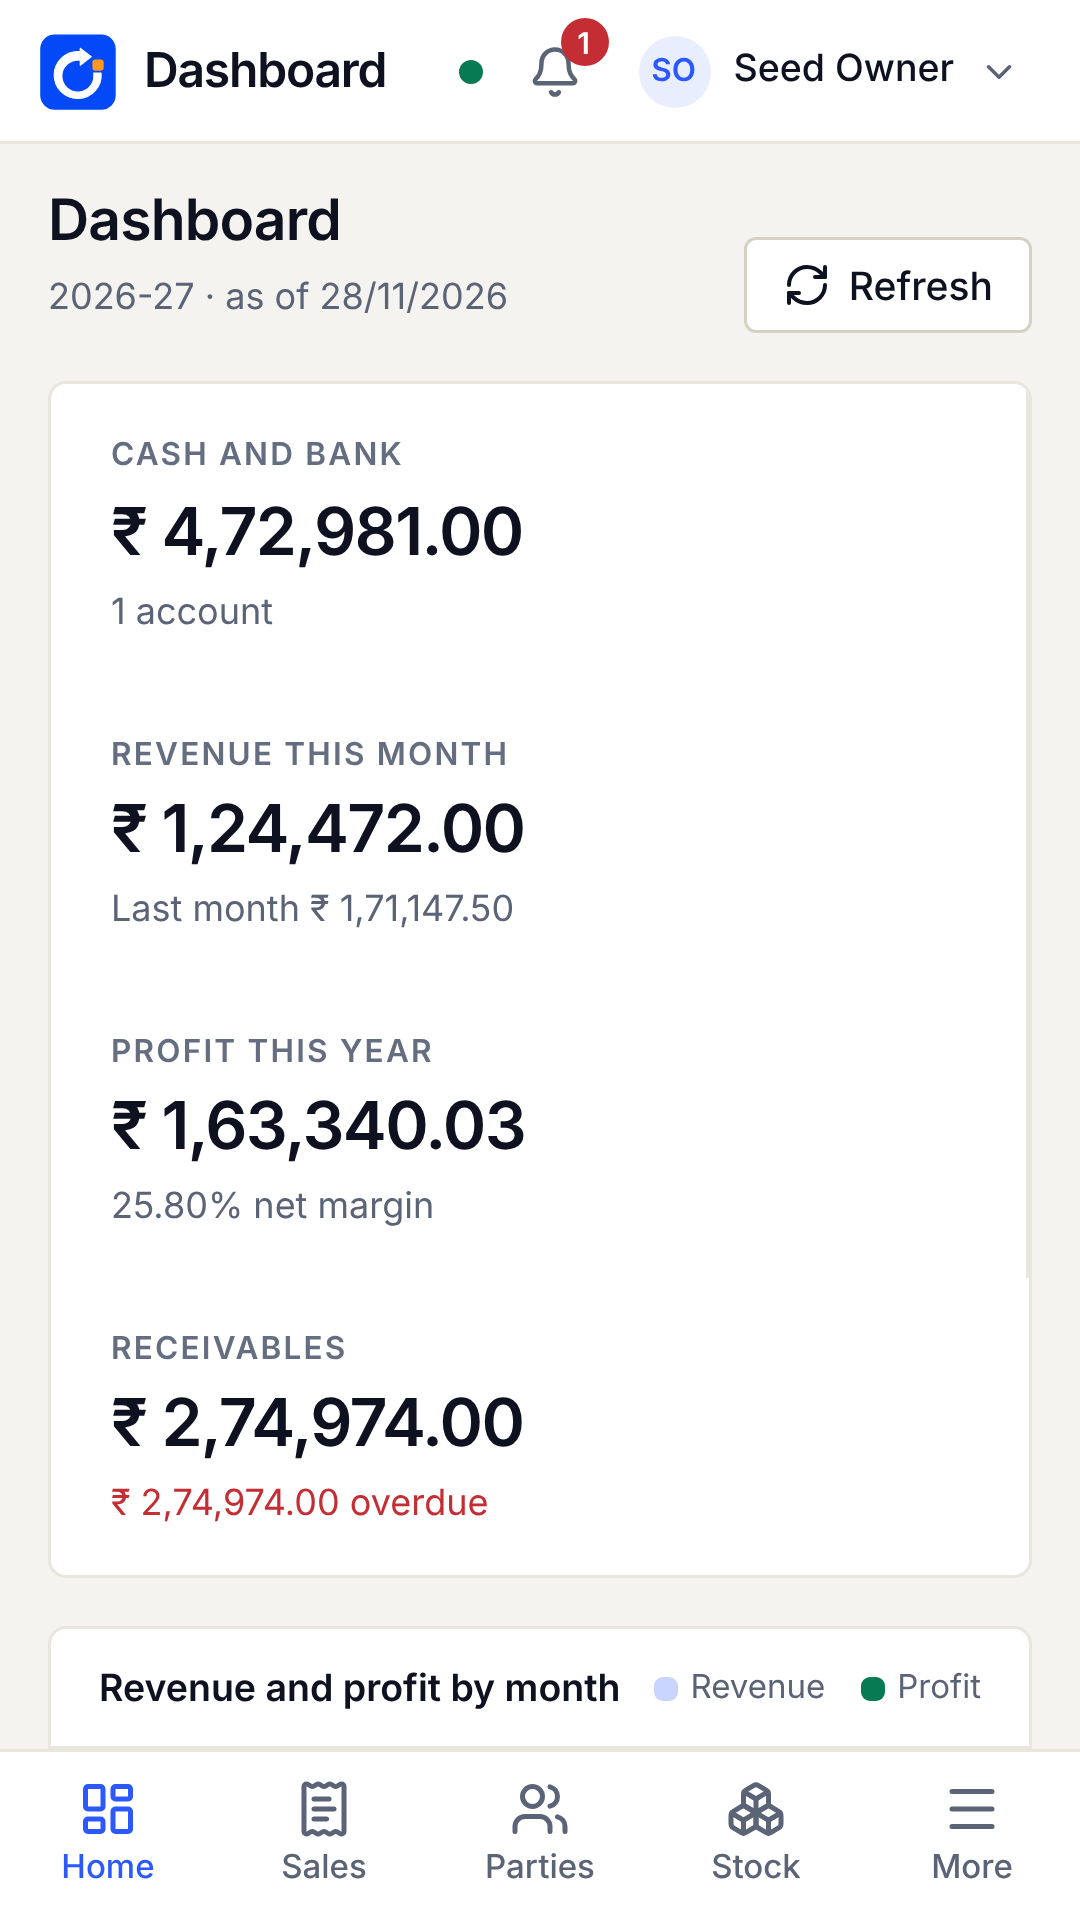 Dashboard
1
SO
Seed Owner
Dashboard
2026-27 · as of 28/11/2026
Refresh
CASH AND BANK
₹ 4,72,981.00
1 account
REVENUE THIS MONTH
₹ 1,24,472.00
Last month ₹ 1,71,147.50
PROFIT THIS YEAR
₹ 1,63,340.03
25.80% net margin
RECEIVABLES
₹ 2,74,974.00
₹ 2,74,974.00 overdue
Revenue and profit by month
Revenue
Profit
Home
Sales
Parties
Stock
More